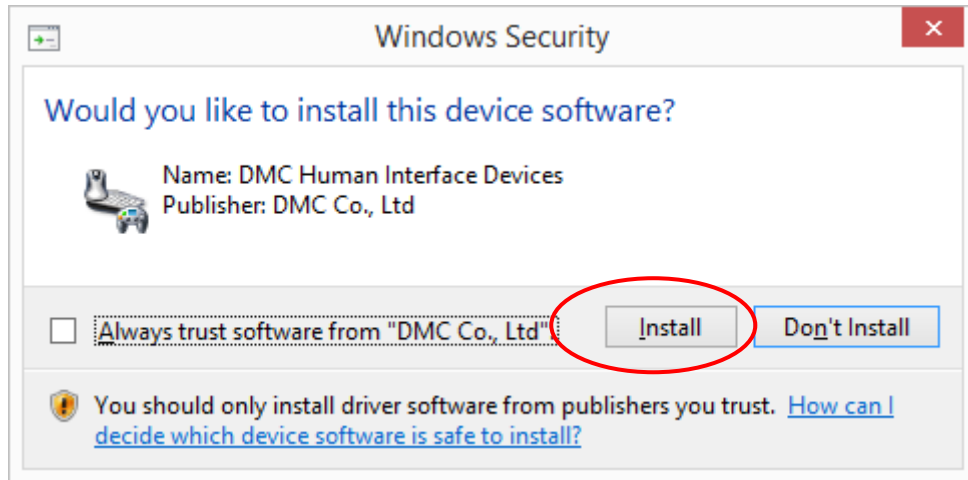 Windows Security
Would you like to install this device software?
Name: DMC Human Interface Devices
Publisher: DMC Co., Ltd
Always trust software from "DMC Co., Ltd".
Install
Don't Install
You should only install driver software from publishers you trust. How can I
decide which device software is safe to install?